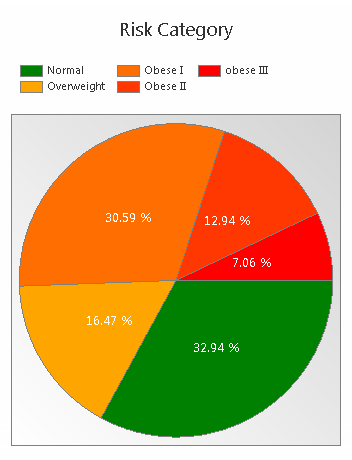 Risk Category
Normal Obese I obese III
Overweight Obese II
30.59 %
12.94 %
7.06 %
16.47 %
32.94 %